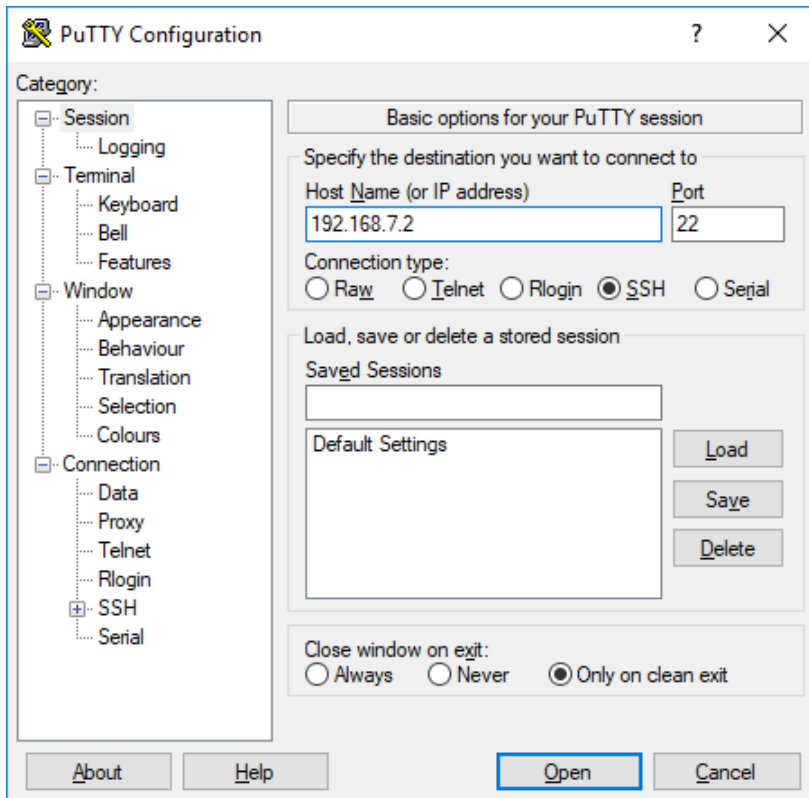 PuTTY Configuration
?
Category:
Session
Logging
Terminal
Keyboard
Bell
Features
Window
Appearance
Behaviour
Translation
Selection
Colours
Connection
Data
Proxy
Telnet
Rlogin
SSH
Serial
Basic options for your PuTTY session
Specify the destination you want to connect to
Host Name (or IP address) Port
192.168.7.2 22
Connection type:
Raw Telnet Rlogin SSH Serial
Load, save or delete a stored session
Saved Sessions
Default Settings
Load
Save
Delete
Close window on exit:
Always Never Only on clean exit
About Help Open Cancel